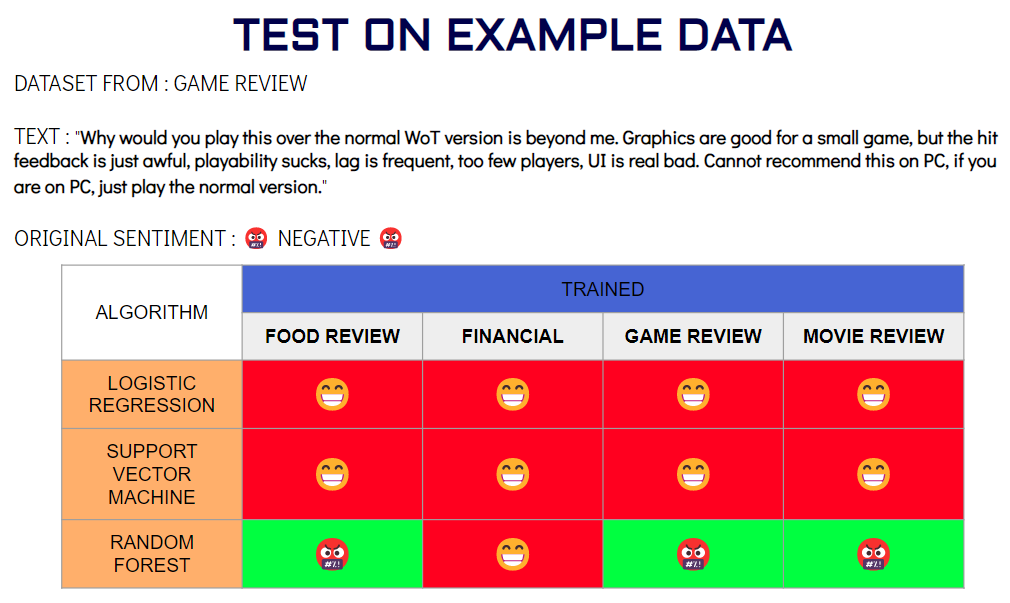 TEST ON EXAMPLE DATA
DATASET FROM : GAME REVIEW
TEXT : "Why would you play this over the normal WoT version is beyond me. Graphics are good for a small game, but the hit
feedback is just awful, playability sucks, lag is frequent, too few players, UI is real bad. Cannot recommend this on PC, if you
are on PC, just play the normal version."
ORIGINAL SENTIMENT : NEGATIVE
ALGORITHM
TRAINED
FOOD REVIEW
FINANCIAL
GAME REVIEW
MOVIE REVIEW
LOGISTIC
REGRESSION
SUPPORT
VECTOR
MACHINE
RANDOM
FOREST